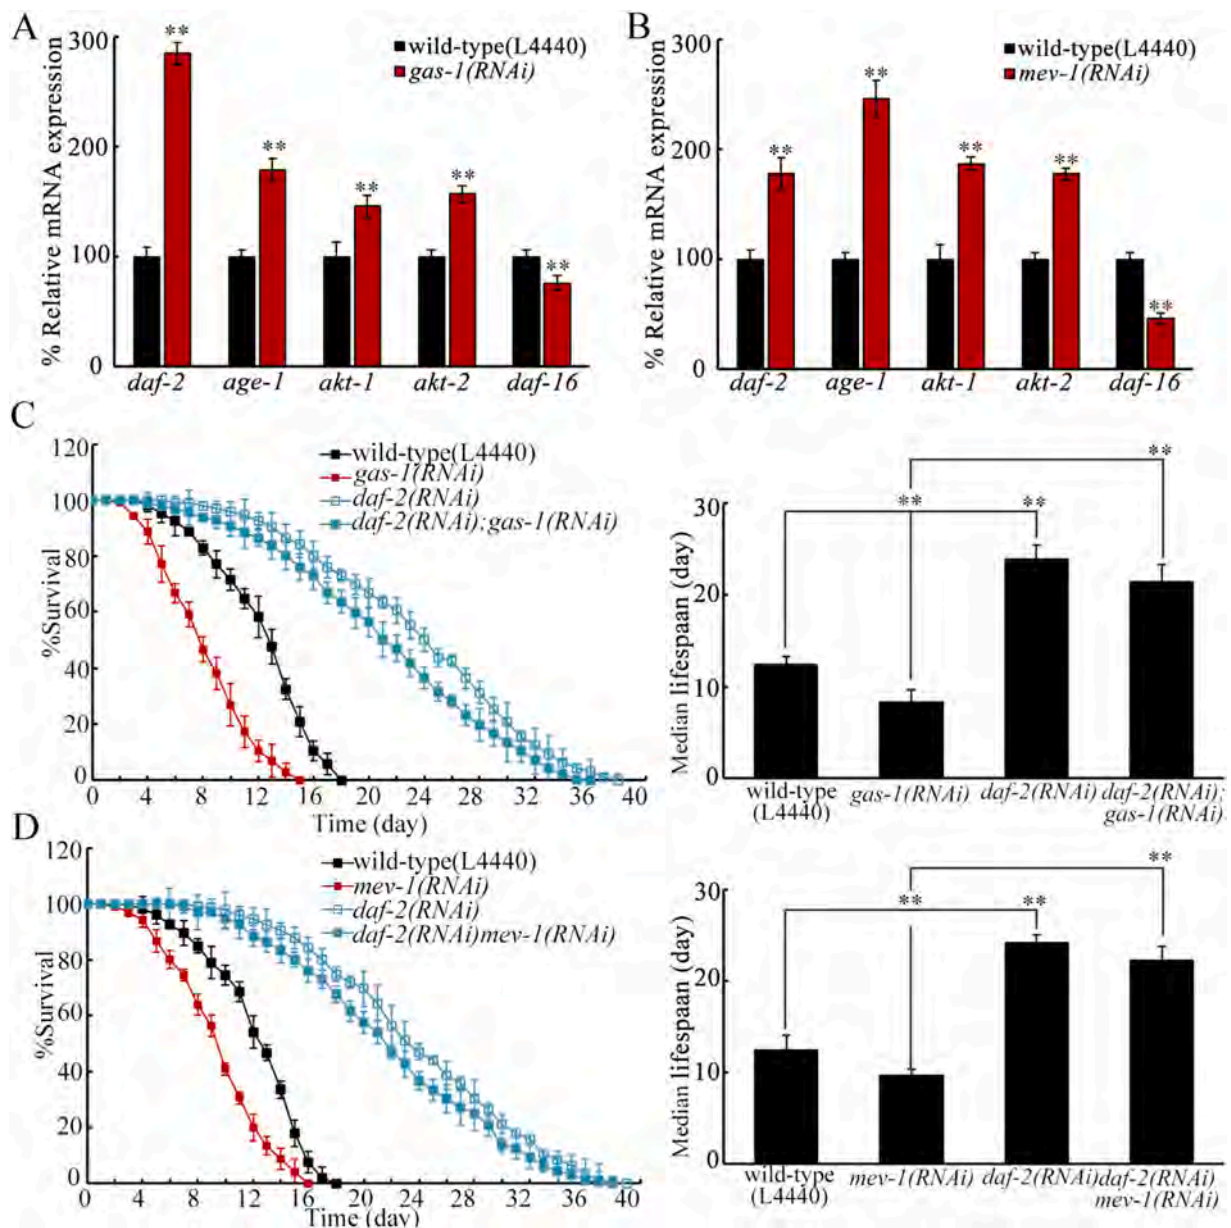 A
B
wild-type(L4440)
gas-1(RNAi)
% Relative mRNA expression
300
200
100
0
**
**
**
**
**
daf-2 age-1 akt-1 akt-2 daf-16
wild-type(L4440)
mev-1(RNAi)
% Relative mRNA expression
300
200
100
0
**
**
**
**
**
daf-2 age-1 akt-1 akt-2 daf-16
C
wild-type(L4440)
gas-1(RNAi)
daf-2(RNAi)
daf-2(RNAi);gas-1(RNAi)
%Survival
120
100
80
60
40
20
0
0 4 8 12 16 20 24 28 32 36 40
Time (day)
Median lifespaan (day)
30
20
10
0
**
** **
wild-type gas-1(RNAi) daf-2(RNAi) daf-2(RNAi);
(L4440) gas-1(RNAi)
D
wild-type(L4440)
mev-1(RNAi)
daf-2(RNAi)
daf-2(RNAi)mev-1(RNAi)
%Survival
120
100
80
60
40
20
0
0 4 8 12 16 20 24 28 32 36 40
Time (day)
Median lifespaan (day)
30
20
10
0
**
** **
wild-type mev-1(RNAi) daf-2(RNAi) daf-2(RNAi)
(L4440) mev-1(RNAi)